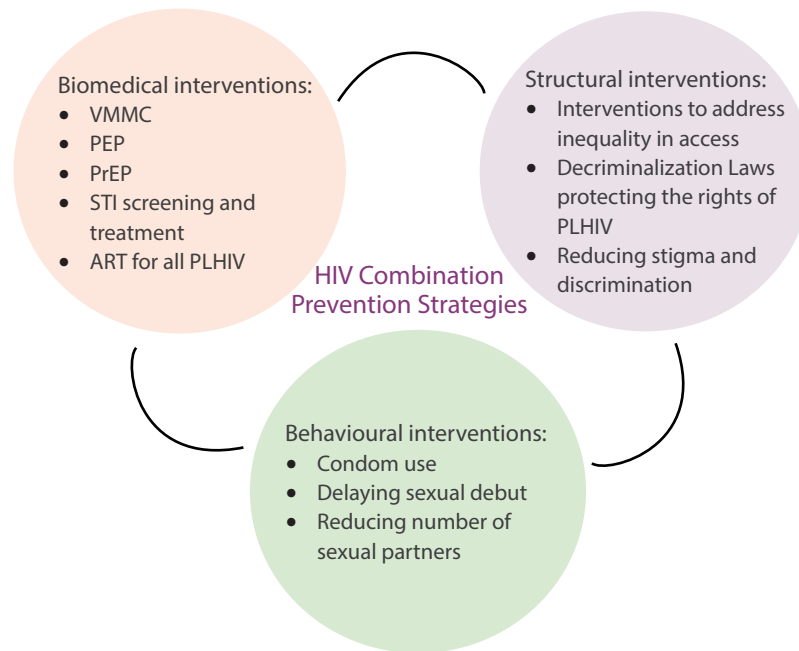 Biomedical interventions:
• VMMC
• PEP
• PrEP
• STI screening and
treatment
• ART for all PLHIV
Structural interventions:
• Interventions to address
inequality in access
• Decriminalization Laws
protecting the rights of
PLHIV
• Reducing stigma and
discrimination
HIV Combination
Prevention Strategies
Behavioural interventions:
• Condom use
• Delaying sexual debut
• Reducing number of
sexual partners